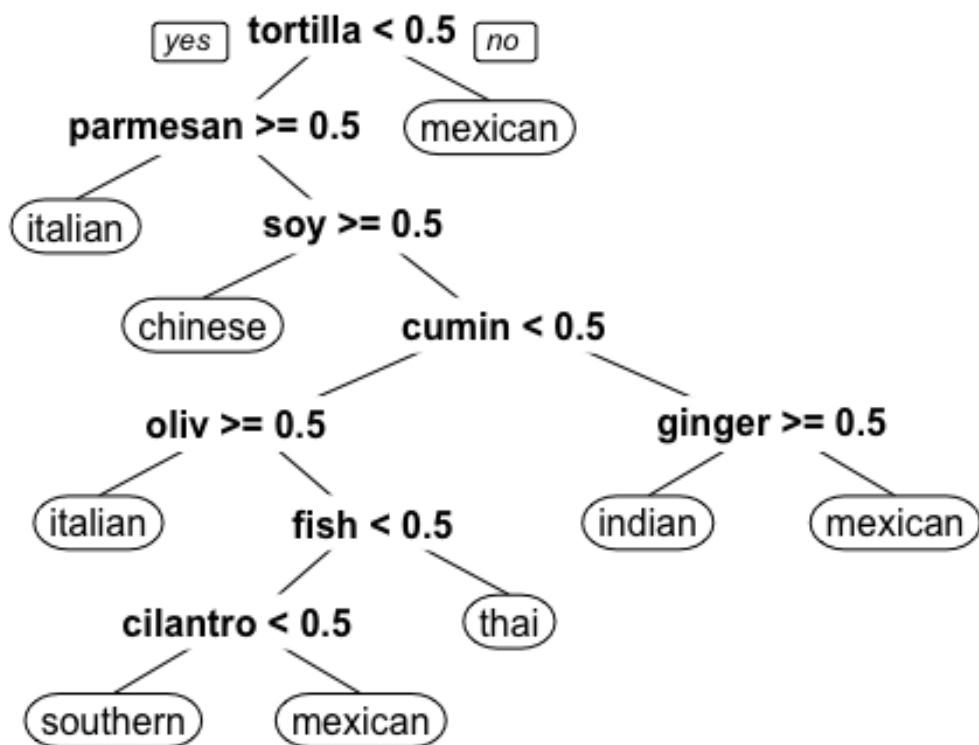 yes tortilla < 0.5 no
parmesan >= 0.5 mexican
italian soy >= 0.5
chinese cumin < 0.5
oliv >= 0.5 ginger >= 0.5
italian fish < 0.5 indian mexican
cilantro < 0.5 thai
southern mexican